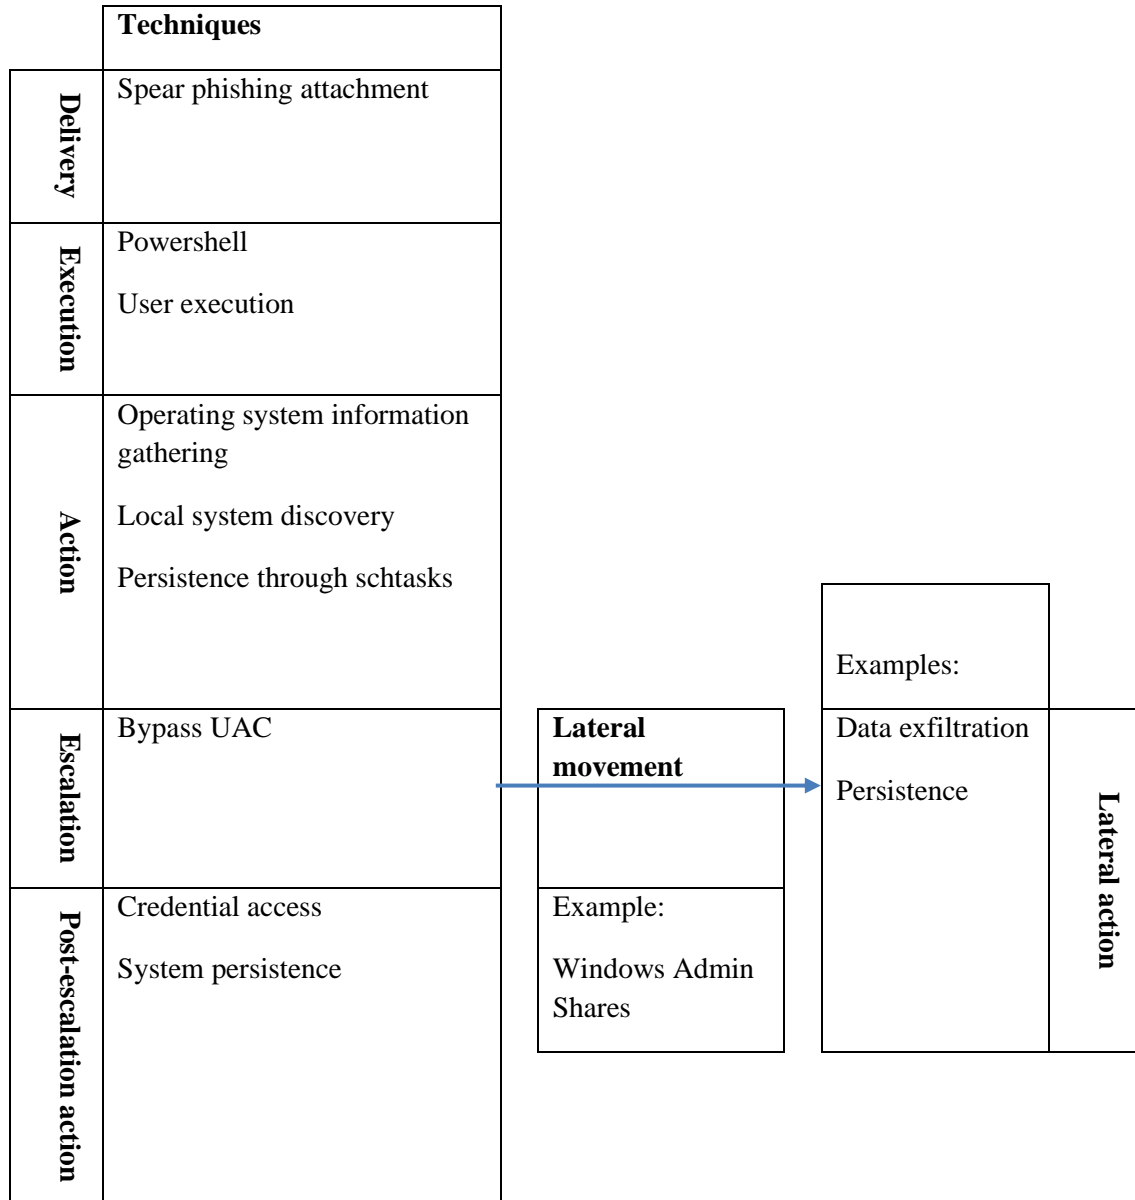 Techniques
Delivery
Spear phishing attachment
Execution
Powershell
User execution
Action
Operating system information
gathering
Local system discovery
Persistence through schtasks
Escalation
Bypass UAC
Post-escalation action
Credential access
System persistence
Lateral
movement
Example:
Windows Admin
Shares
Examples:
Data exfiltration
Persistence
Lateral action